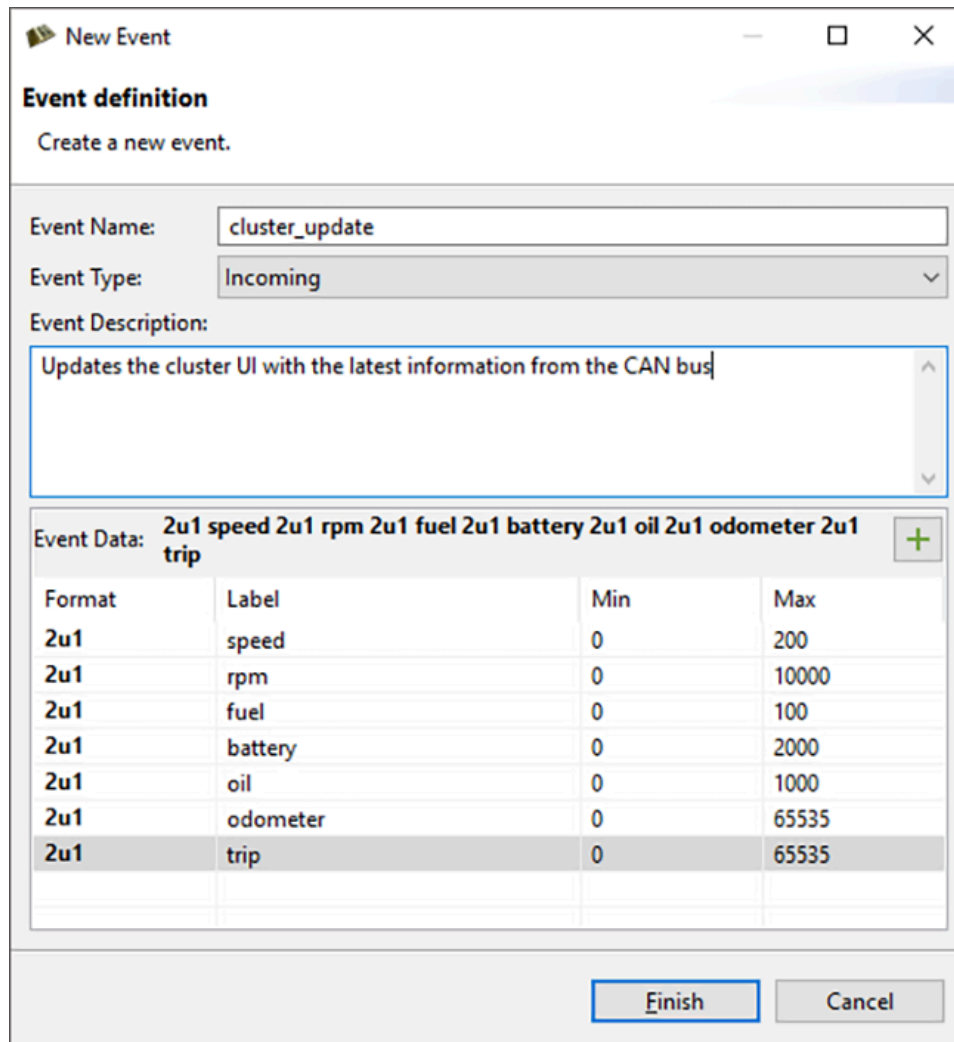 New Event
Event definition
Create a new event.
Event Name: cluster_update
Event Type: Incoming
Event Description:
Updates the cluster UI with the latest information from the CAN bus
Event Data: 2u1 speed 2u1 rpm 2u1 fuel 2u1 battery 2u1 oil 2u1 odometer 2u1
trip
Format Label Min Max
2u1 speed 0 200
2u1 rpm 0 10000
2u1 fuel 0 100
2u1 battery 0 2000
2u1 oil 0 1000
2u1 odometer 0 65535
2u1 trip 0 65535
Finish Cancel